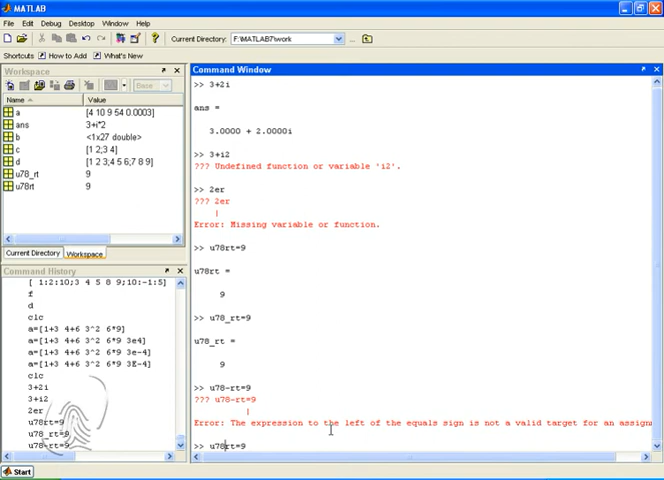 MATLAB
File Edit Debug Desktop Window Help
Current Directory: F:\MATLAB7\work
Shortcuts How to Add What's New
Workspace
Base
Name Value
a [4 10 9 54 0.0003]
ans 3+i*2
b <1x27 double>
c [1 2;3 4]
d [1 2 3;4 5 6;7 8 9]
u78_rt 9
u78rt 9
Current Directory Workspace
Command History
[ 1:2:10;3 4 5 8 9;10:-1:5]
f
d
clc
a=[1+3 4+6 3^2 6*9]
a=[1+3 4+6 3^2 6*9 3e4]
a=[1+3 4+6 3^2 6*9 3e-4]
a=[1+3 4+6 3^2 6*9 3E-4]
clc
3+2i
3+i2
2er
u78rt=9
u78_rt=9
u78-rt=9
Command Window
>> 3+2i
ans =
3.0000 + 2.0000i
>> 3+i2
??? Undefined function or variable 'i2'.
>> 2er
??? 2er
|
Error: Missing variable or function.
>> u78rt=9
u78rt =
9
>> u78_rt=9
u78_rt =
9
>> u78-rt=9
??? u78-rt=9
|
Error: The expression to the left of the equals sign is not a valid target for an assignm
>> u78rt=9
Start